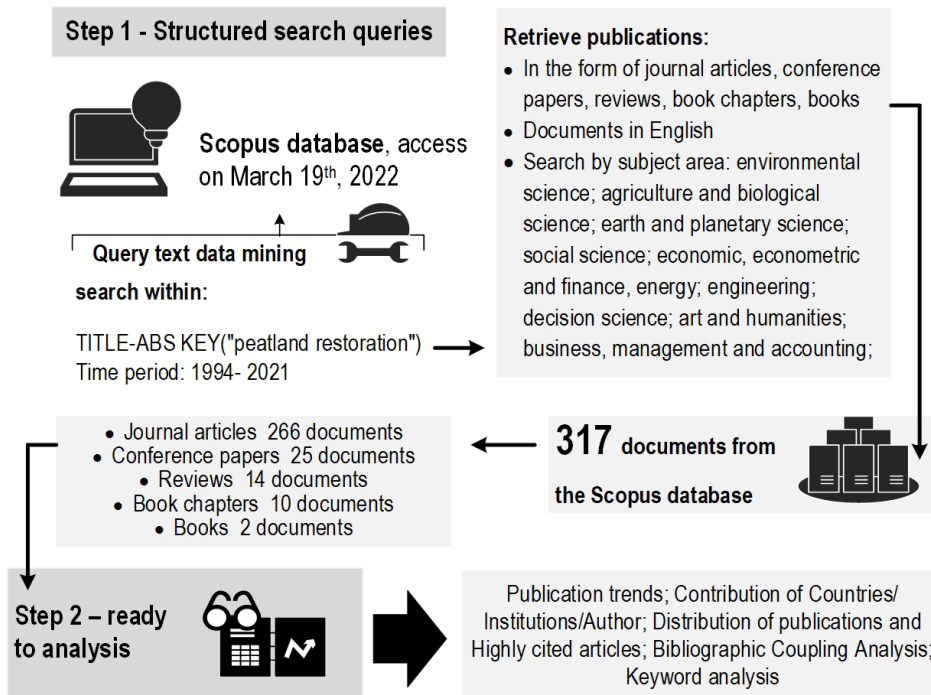 Step 1 - Structured search queries
Scopus database, access
on March 19th, 2022
Query text data mining
search within:
TITLE-ABS KEY("peatland restoration")
Time period: 1994- 2021
Retrieve publications:
• In the form of journal articles, conference
papers, reviews, book chapters, books
• Documents in English
• Search by subject area: environmental
science; agriculture and biological
science; earth and planetary science;
social science; economic, econometric
and finance, energy; engineering;
decision science; art and humanities;
business, management and accounting;
317 documents from
the Scopus database
• Journal articles 266 documents
• Conference papers 25 documents
• Reviews 14 documents
• Book chapters 10 documents
• Books 2 documents
Step 2 – ready
to analysis
Publication trends; Contribution of Countries/
Institutions/Author; Distribution of publications and
Highly cited articles; Bibliographic Coupling Analysis;
Keyword analysis